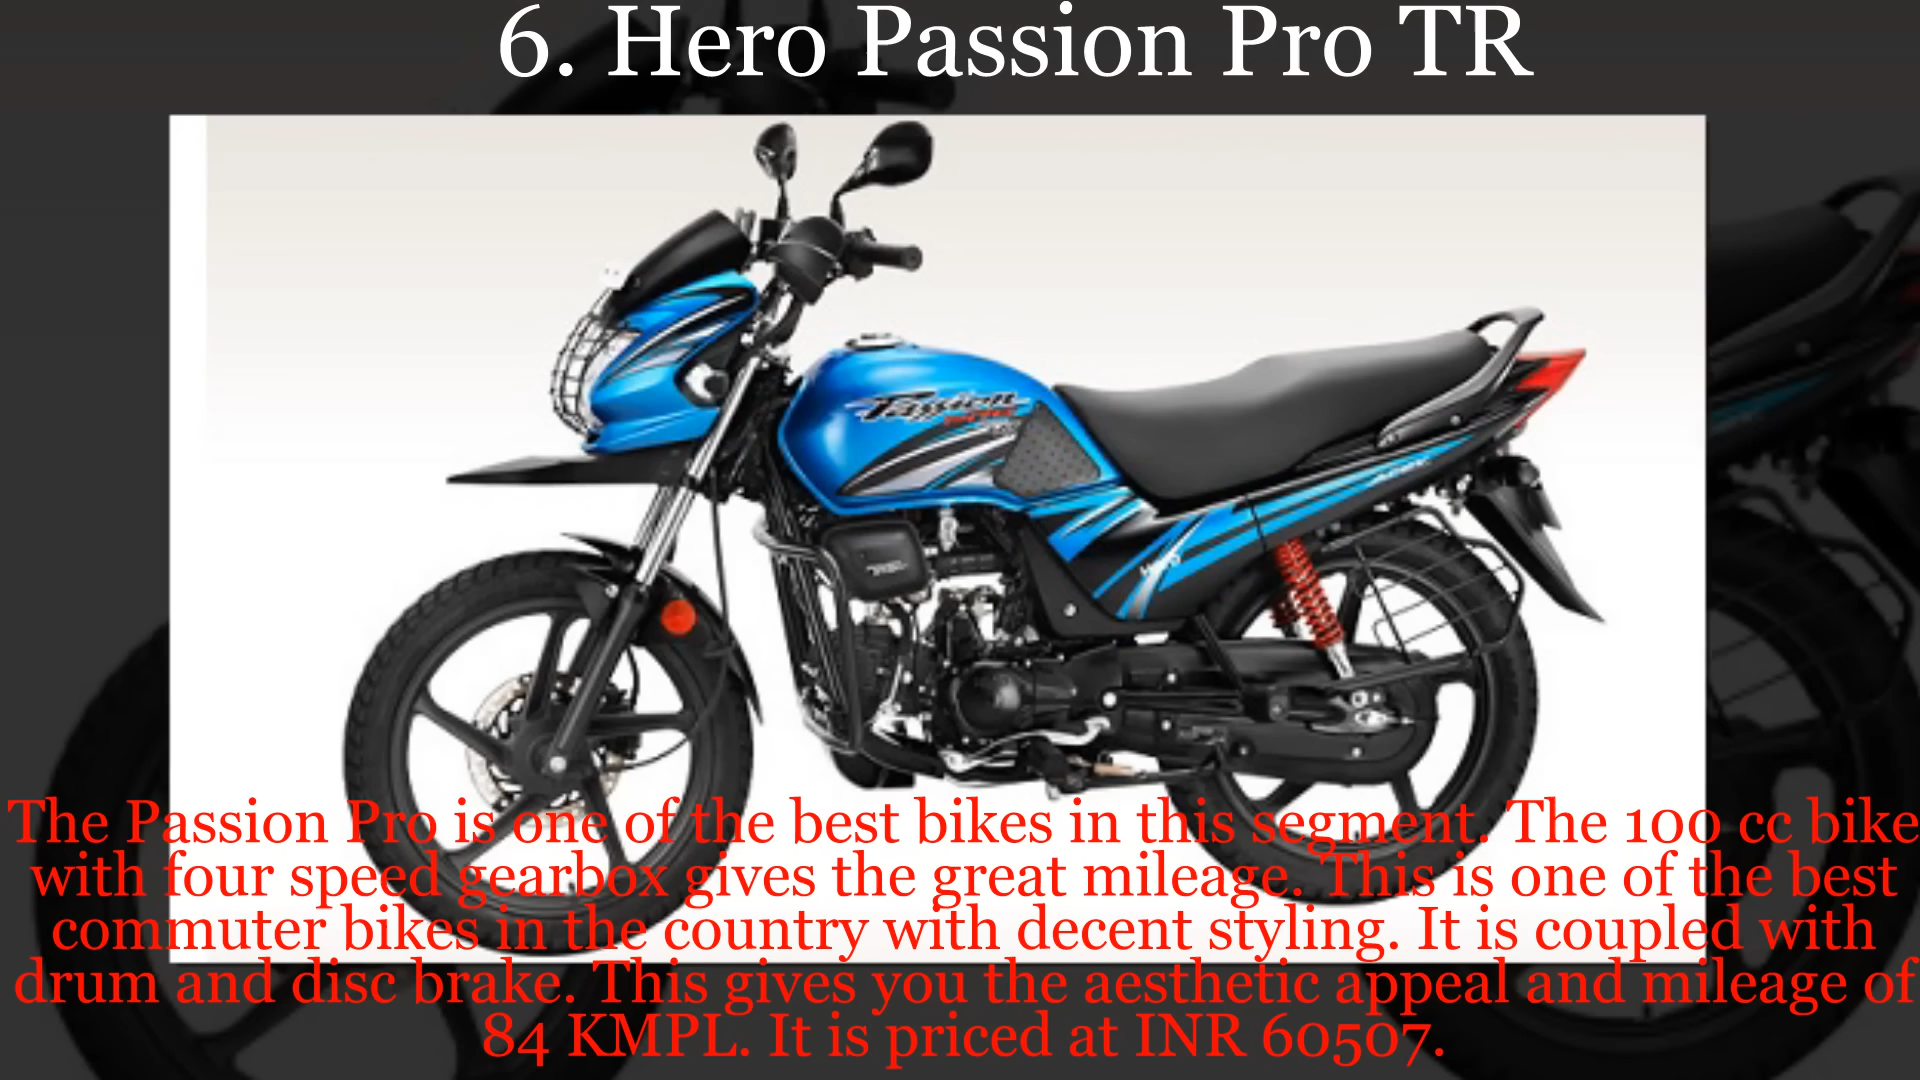 6. Hero Passion Pro TR
Passion
PRO
Hero
The Passion Pro is one of the best bikes in this segment. The 100 cc bike
with four speed gearbox gives the great mileage. This is one of the best
commuter bikes in the country with decent styling. It is coupled with
drum and disc brake. This gives you the aesthetic appeal and mileage of
84 KMPL. It is priced at INR 60507.